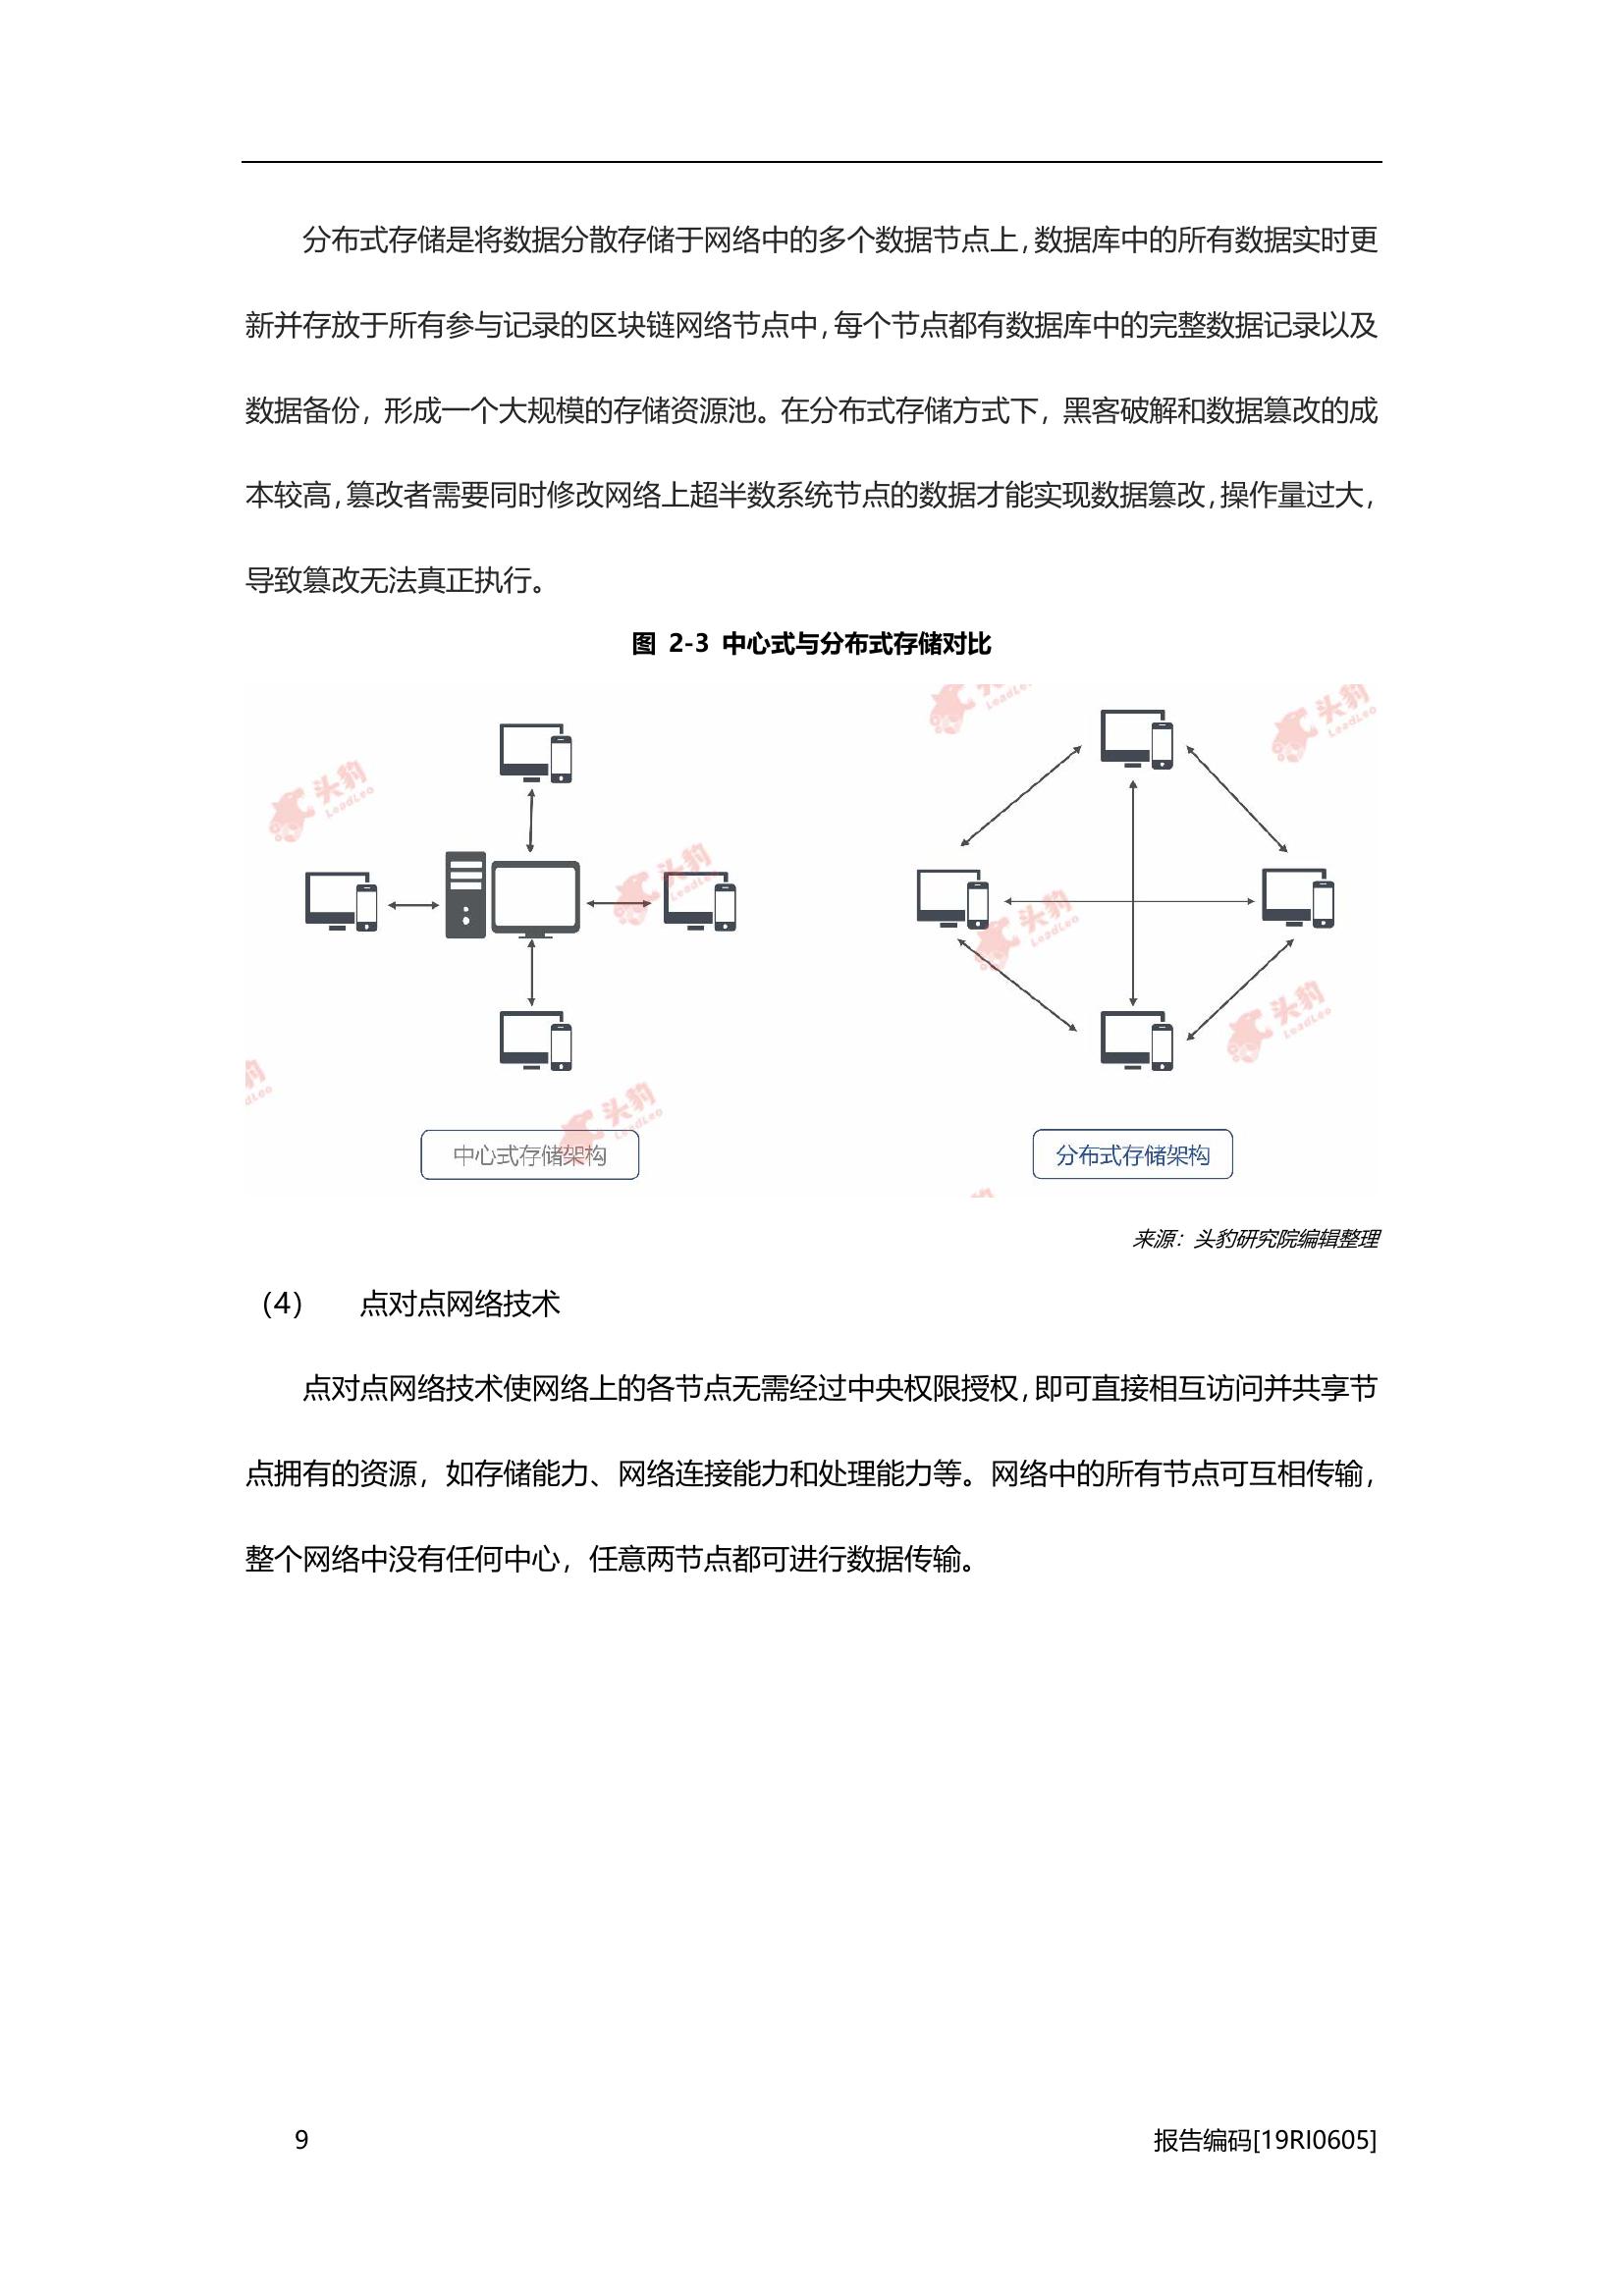 分布式存储是将数据分散存储于网络中的多个数据节点上，数据库中的所有数据实时更
新并存放于所有参与记录的区块链网络节点中，每个节点都有数据库中的完整数据记录以及
数据备份，形成一个大规模的存储资源池。在分布式存储方式下，黑客破解和数据篡改的成
本较高，篡改者需要同时修改网络上超半数系统节点的数据才能实现数据篡改，操作量过大，
导致篡改无法真正执行。
图 2-3 中心式与分布式存储对比
头豹
LeadLeo
头豹
LeadLeo
头豹
LeadLeo
头豹
LeadLeo
头豹
LeadLeo
头豹
LeadLeo
中心式存储架构
分布式存储架构
来源：头豹研究院编辑整理
（4） 点对点网络技术
点对点网络技术使网络上的各节点无需经过中央权限授权，即可直接相互访问并共享节
点拥有的资源，如存储能力、网络连接能力和处理能力等。网络中的所有节点可互相传输，
整个网络中没有任何中心，任意两节点都可进行数据传输。
9 报告编码[19RI0605]